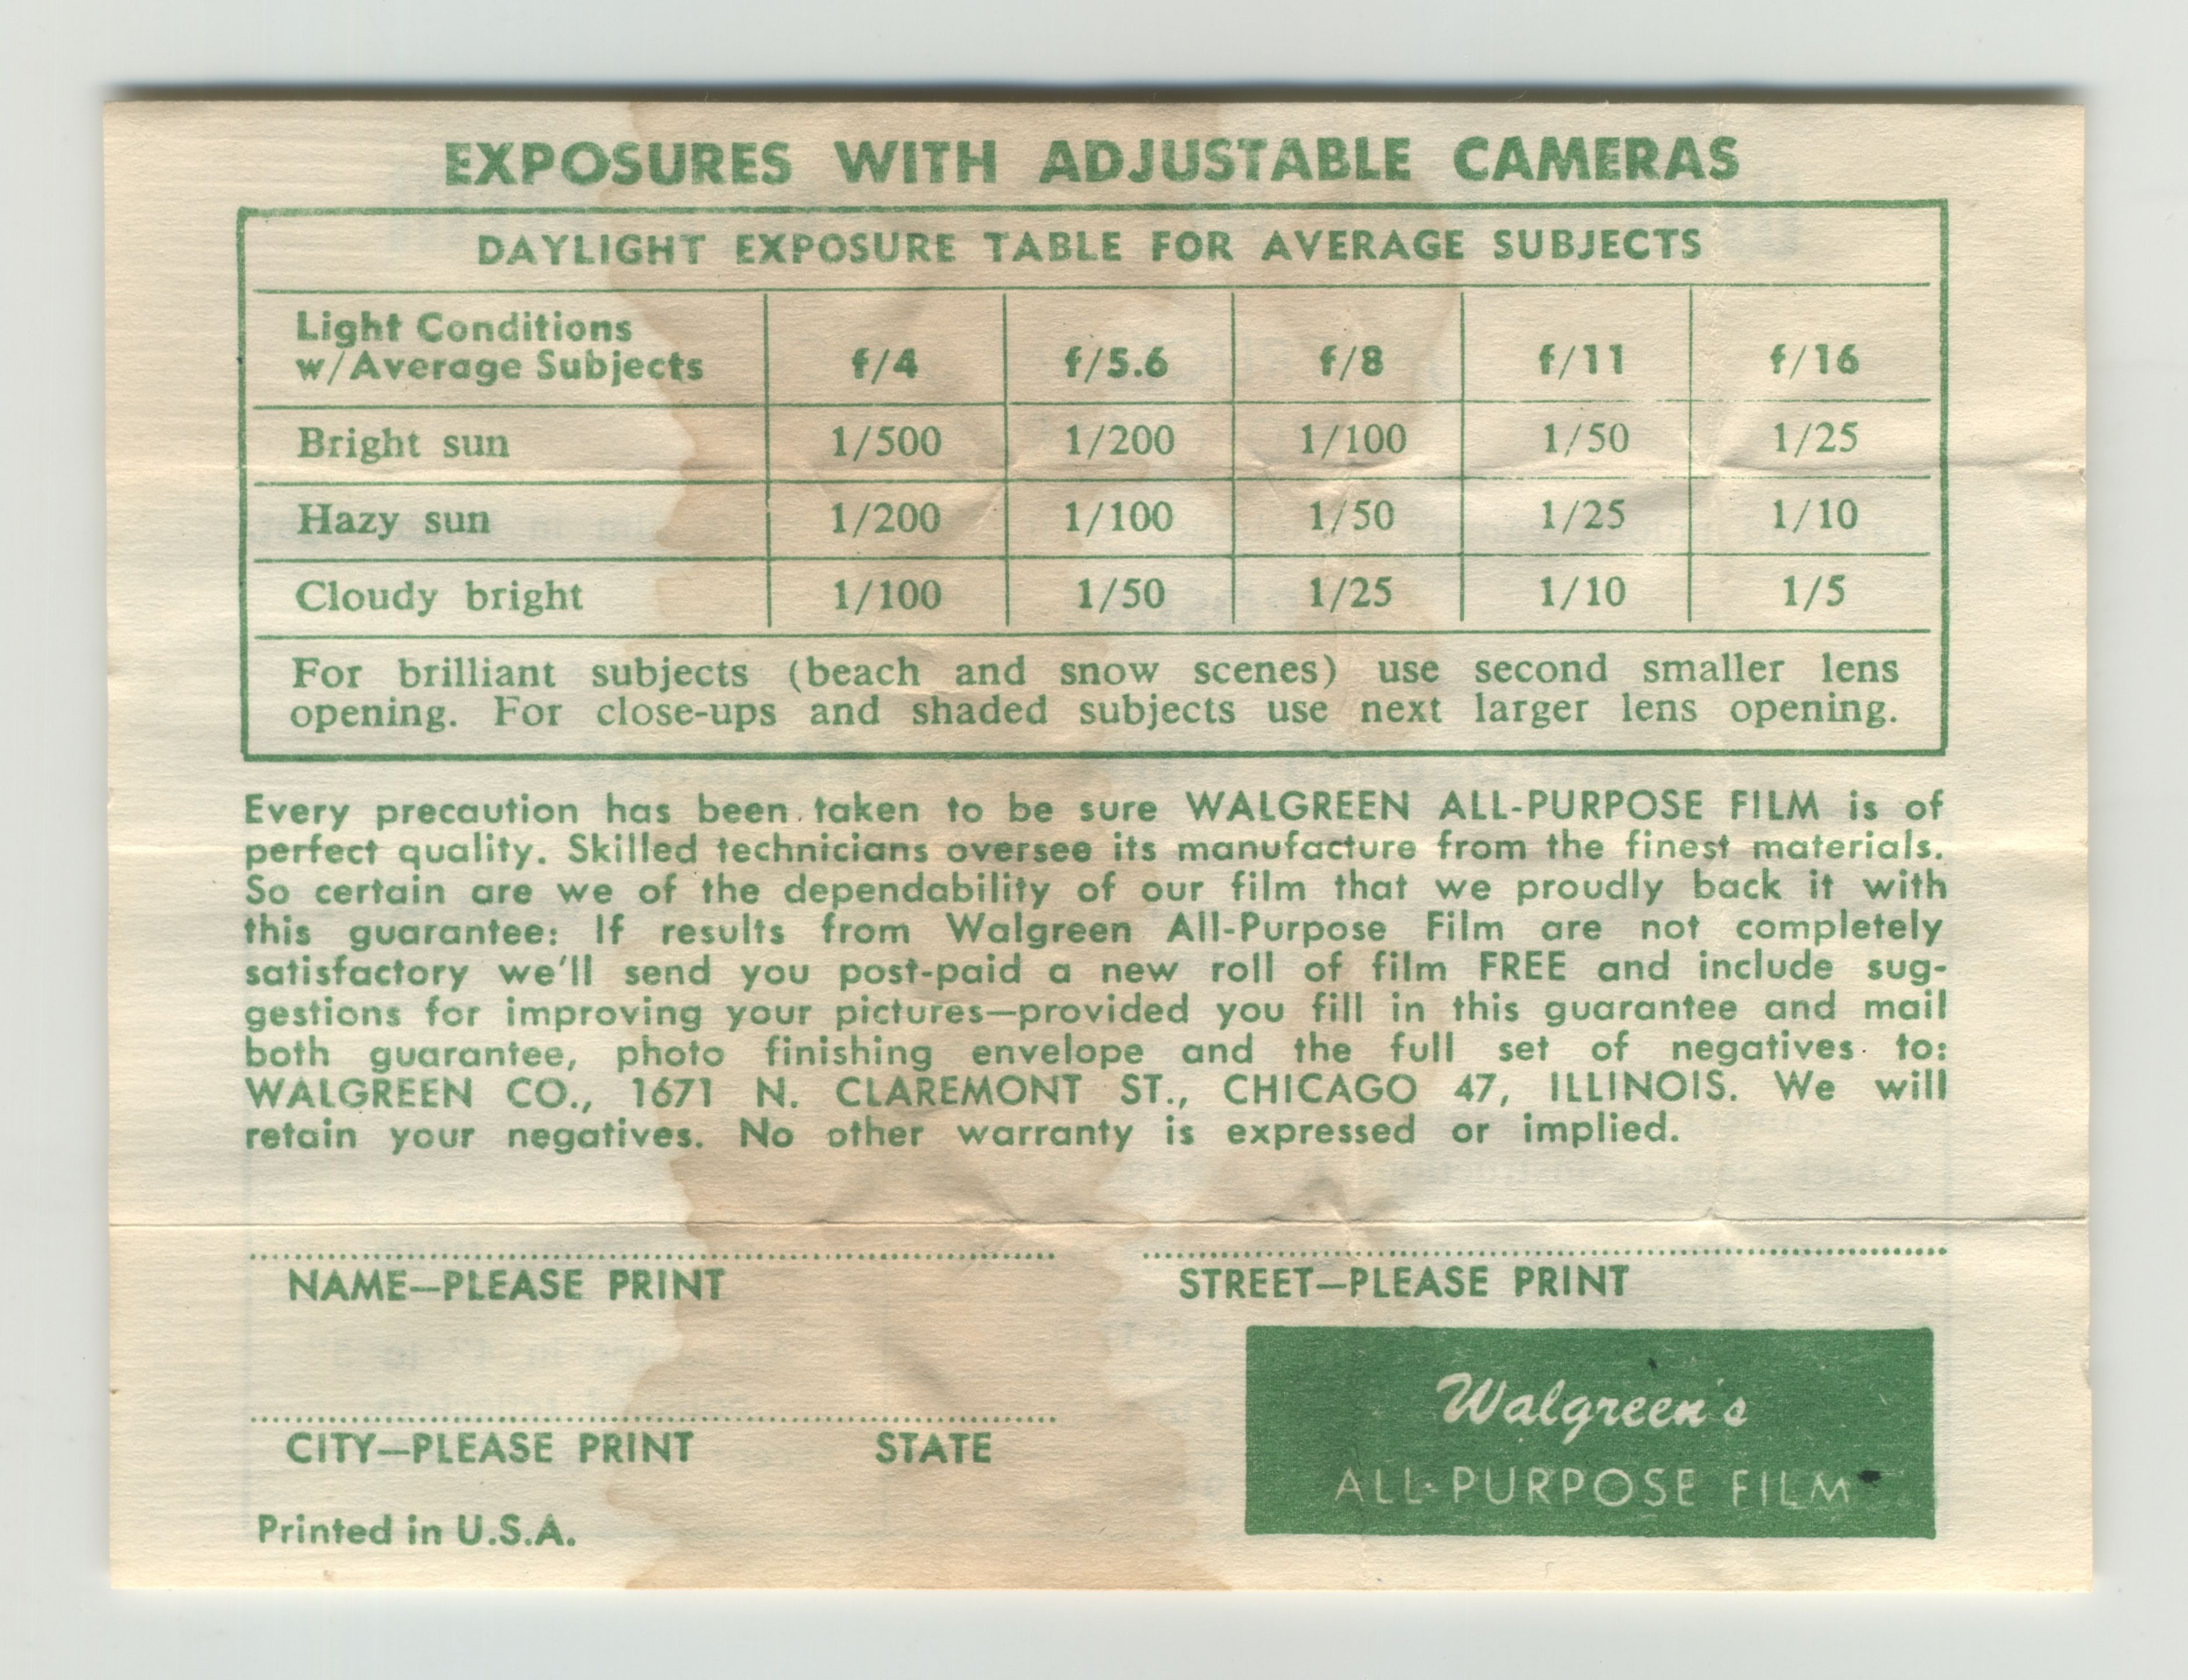 EXPOSURES WITH ADJUSTABLE CAMERAS
DAYLIGHT EXPOSURE TABLE FOR AVERAGE SUBJECTS
Light Conditions
w/Average Subjects f/4 f/5.6 f/8 f/11 f/16
Bright sun 1/500 1/200 1/100 1/50 1/25
Hazy sun 1/200 1/100 1/50 1/25 1/10
Cloudy bright 1/100 1/50 1/25 1/10 1/5
For brilliant subjects (beach and snow scenes) use second smaller lens
opening. For close-ups and shaded subjects use next larger lens opening.
Every precaution has been taken to be sure WALGREEN ALL-PURPOSE FILM is of
perfect quality. Skilled technicians oversee its manufacture from the finest materials.
So certain are we of the dependability of our film that we proudly back it with
this guarantee: If results from Walgreen All-Purpose Film are not completely
satisfactory we'll send you post-paid a new roll of film FREE and include sug-
gestions for improving your pictures—provided you fill in this guarantee and mail
both guarantee, photo finishing envelope and the full set of negatives to:
WALGREEN CO., 1671 N. CLAREMONT ST., CHICAGO 47, ILLINOIS. We will
retain your negatives. No other warranty is expressed or implied.
NAME—PLEASE PRINT STREET—PLEASE PRINT
CITY—PLEASE PRINT STATE
Walgreen's
ALL-PURPOSE FILM
Printed in U.S.A.